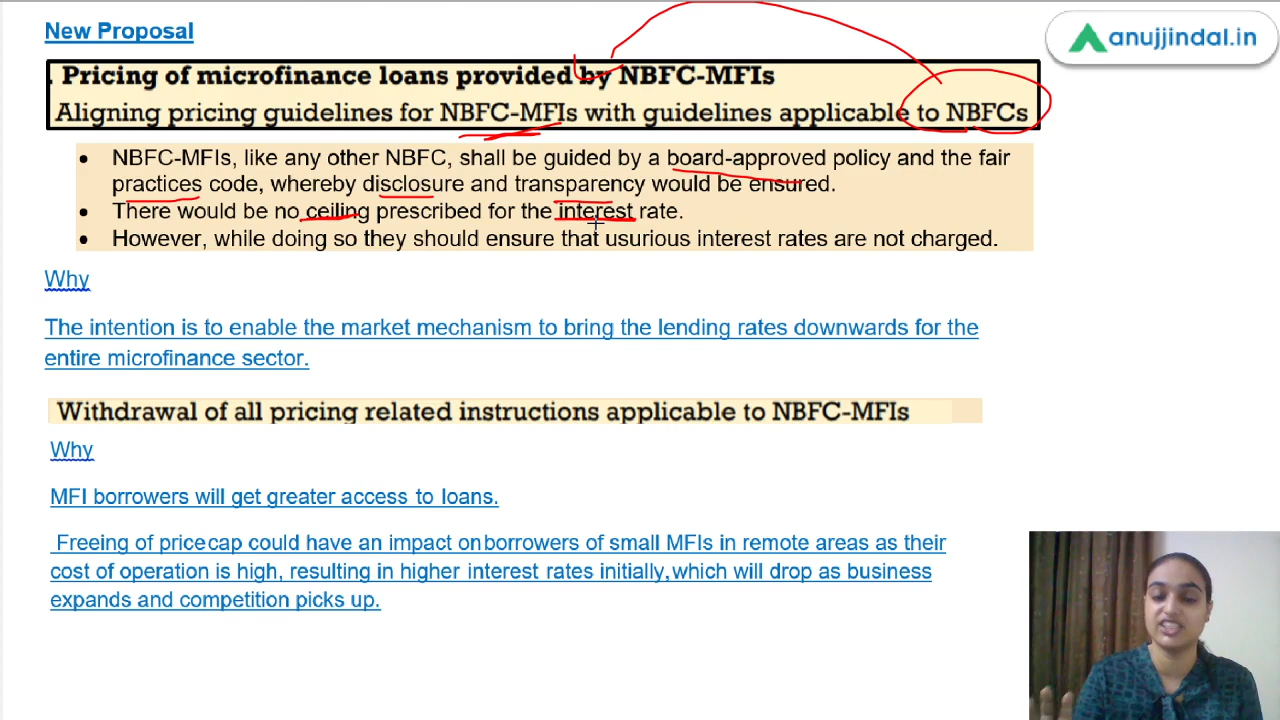 New Proposal
anujjindal.in
. Pricing of microfinance loans provided by NBFC-MFIs
Aligning pricing guidelines for NBFC-MFIs with guidelines applicable to NBFCs
• NBFC-MFIs, like any other NBFC, shall be guided by a board-approved policy and the fair
practices code, whereby disclosure and transparency would be ensured.
• There would be no ceiling prescribed for the interest rate.
• However, while doing so they should ensure that usurious interest rates are not charged.
Why
The intention is to enable the market mechanism to bring the lending rates downwards for the
entire microfinance sector.
Withdrawal of all pricing related instructions applicable to NBFC-MFIs
Why
MFI borrowers will get greater access to loans.
Freeing of price cap could have an impact on borrowers of small MFIs in remote areas as their
cost of operation is high, resulting in higher interest rates initially, which will drop as business
expands and competition picks up.